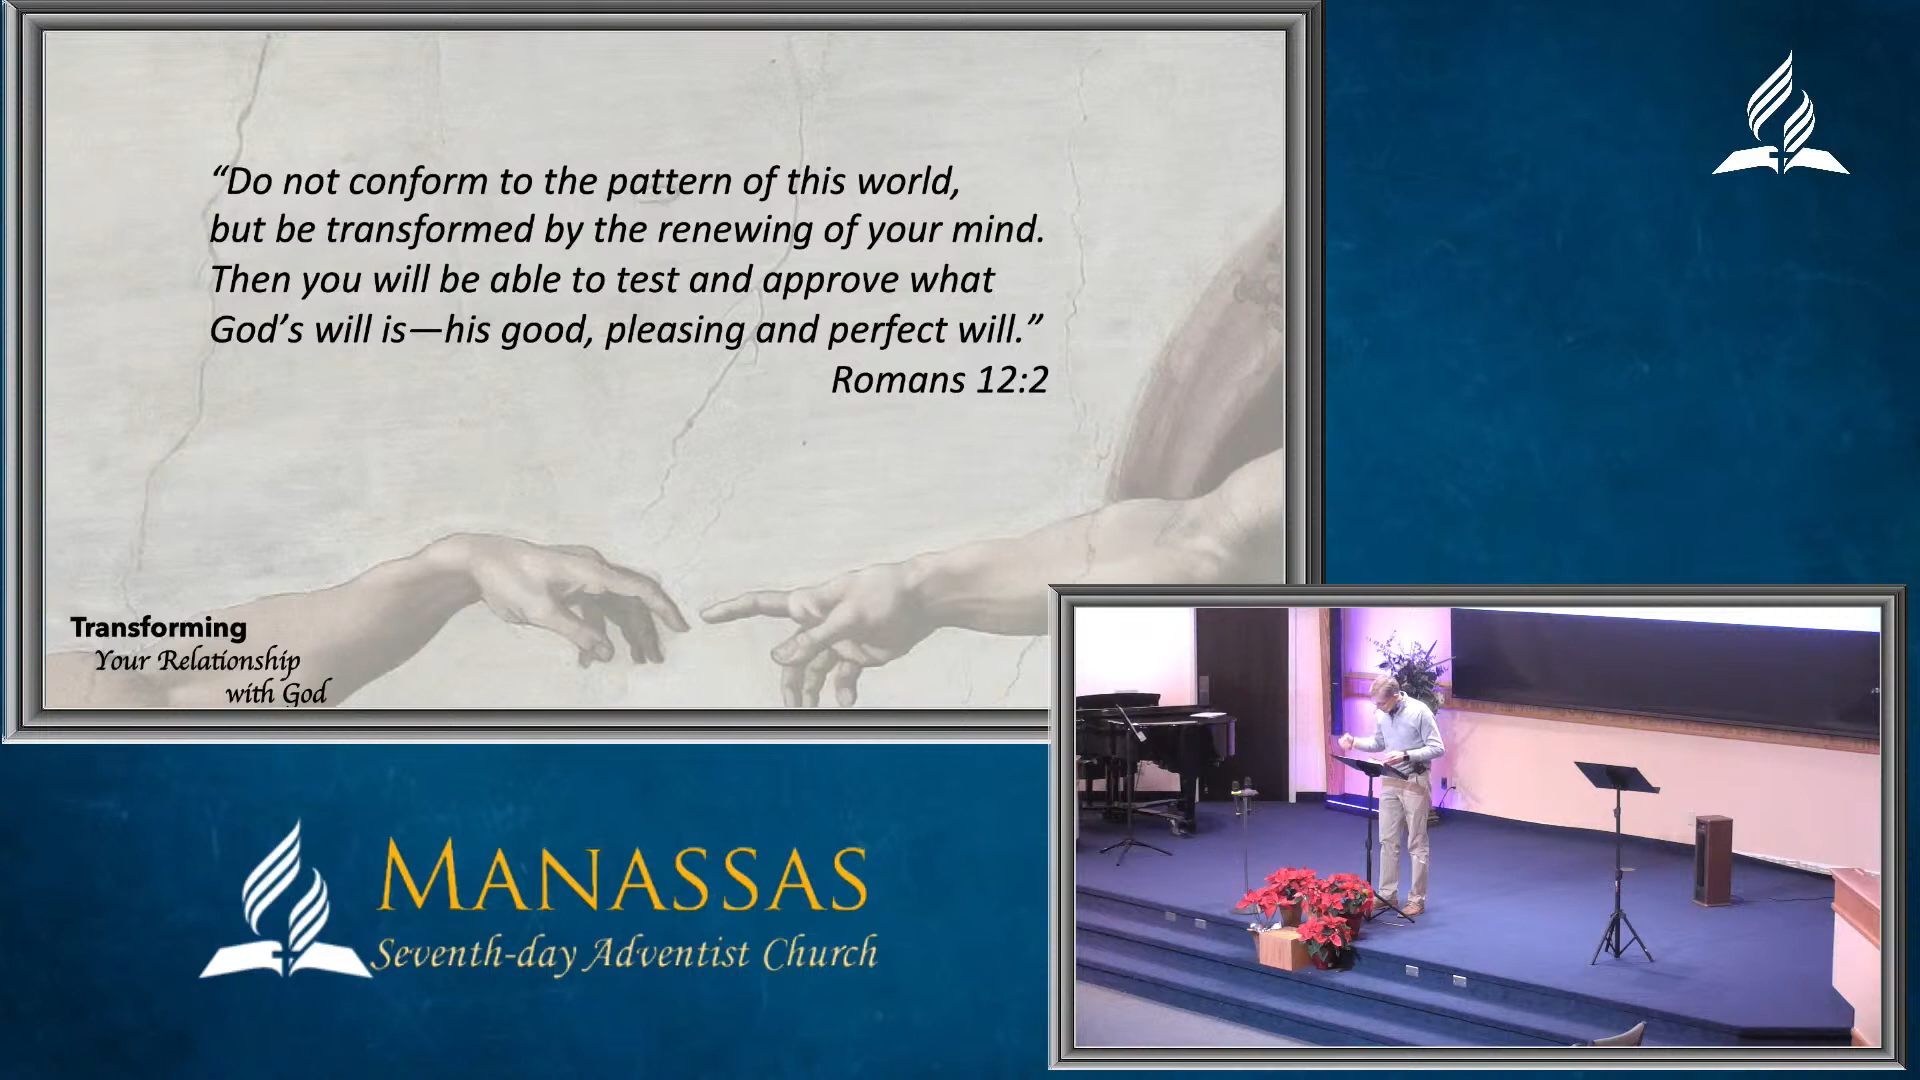 “Do not conform to the pattern of this world,
but be transformed by the renewing of your mind.
Then you will be able to test and approve what
God’s will is—his good, pleasing and perfect will.”
Romans 12:2
Transforming
Your Relationship
with God
MANASSAS
Seventh-day Adventist Church